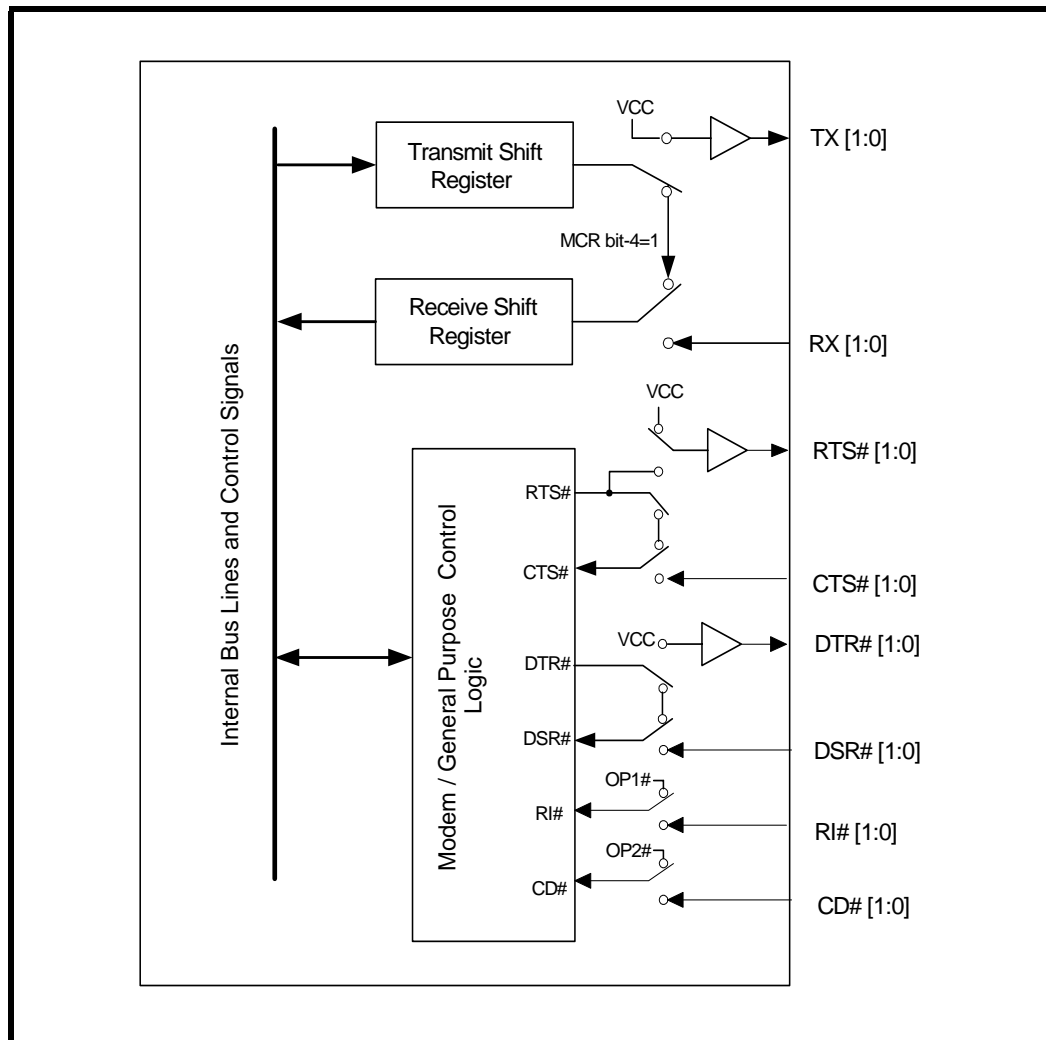 VCC
TX [1:0]
Transmit Shift
Register
MCR bit-4=1
Receive Shift
Register
RX [1:0]
VCC
RTS# [1:0]
RTS#
CTS#
CTS# [1:0]
VCC
DTR# [1:0]
DTR#
DSR#
DSR# [1:0]
OP1#
RI#
RI# [1:0]
OP2#
CD#
CD# [1:0]
Internal Bus Lines and Control Signals
Modem / General Purpose Control
Logic